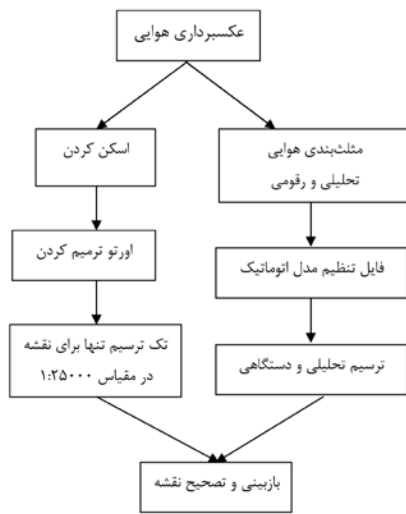 عکسبرداری هوایی
مثلث‌بندی هوایی
تحلیلی و رقومی
اسکن کردن
فایل تنظیم مدل اتوماتیک
اورتو ترمیم کردن
ترسیم تحلیلی و دستگاهی
تک ترسیم تنها برای نقشه
در مقیاس ۱:۲۵۰۰۰
بازبینی و تصحیح نقشه